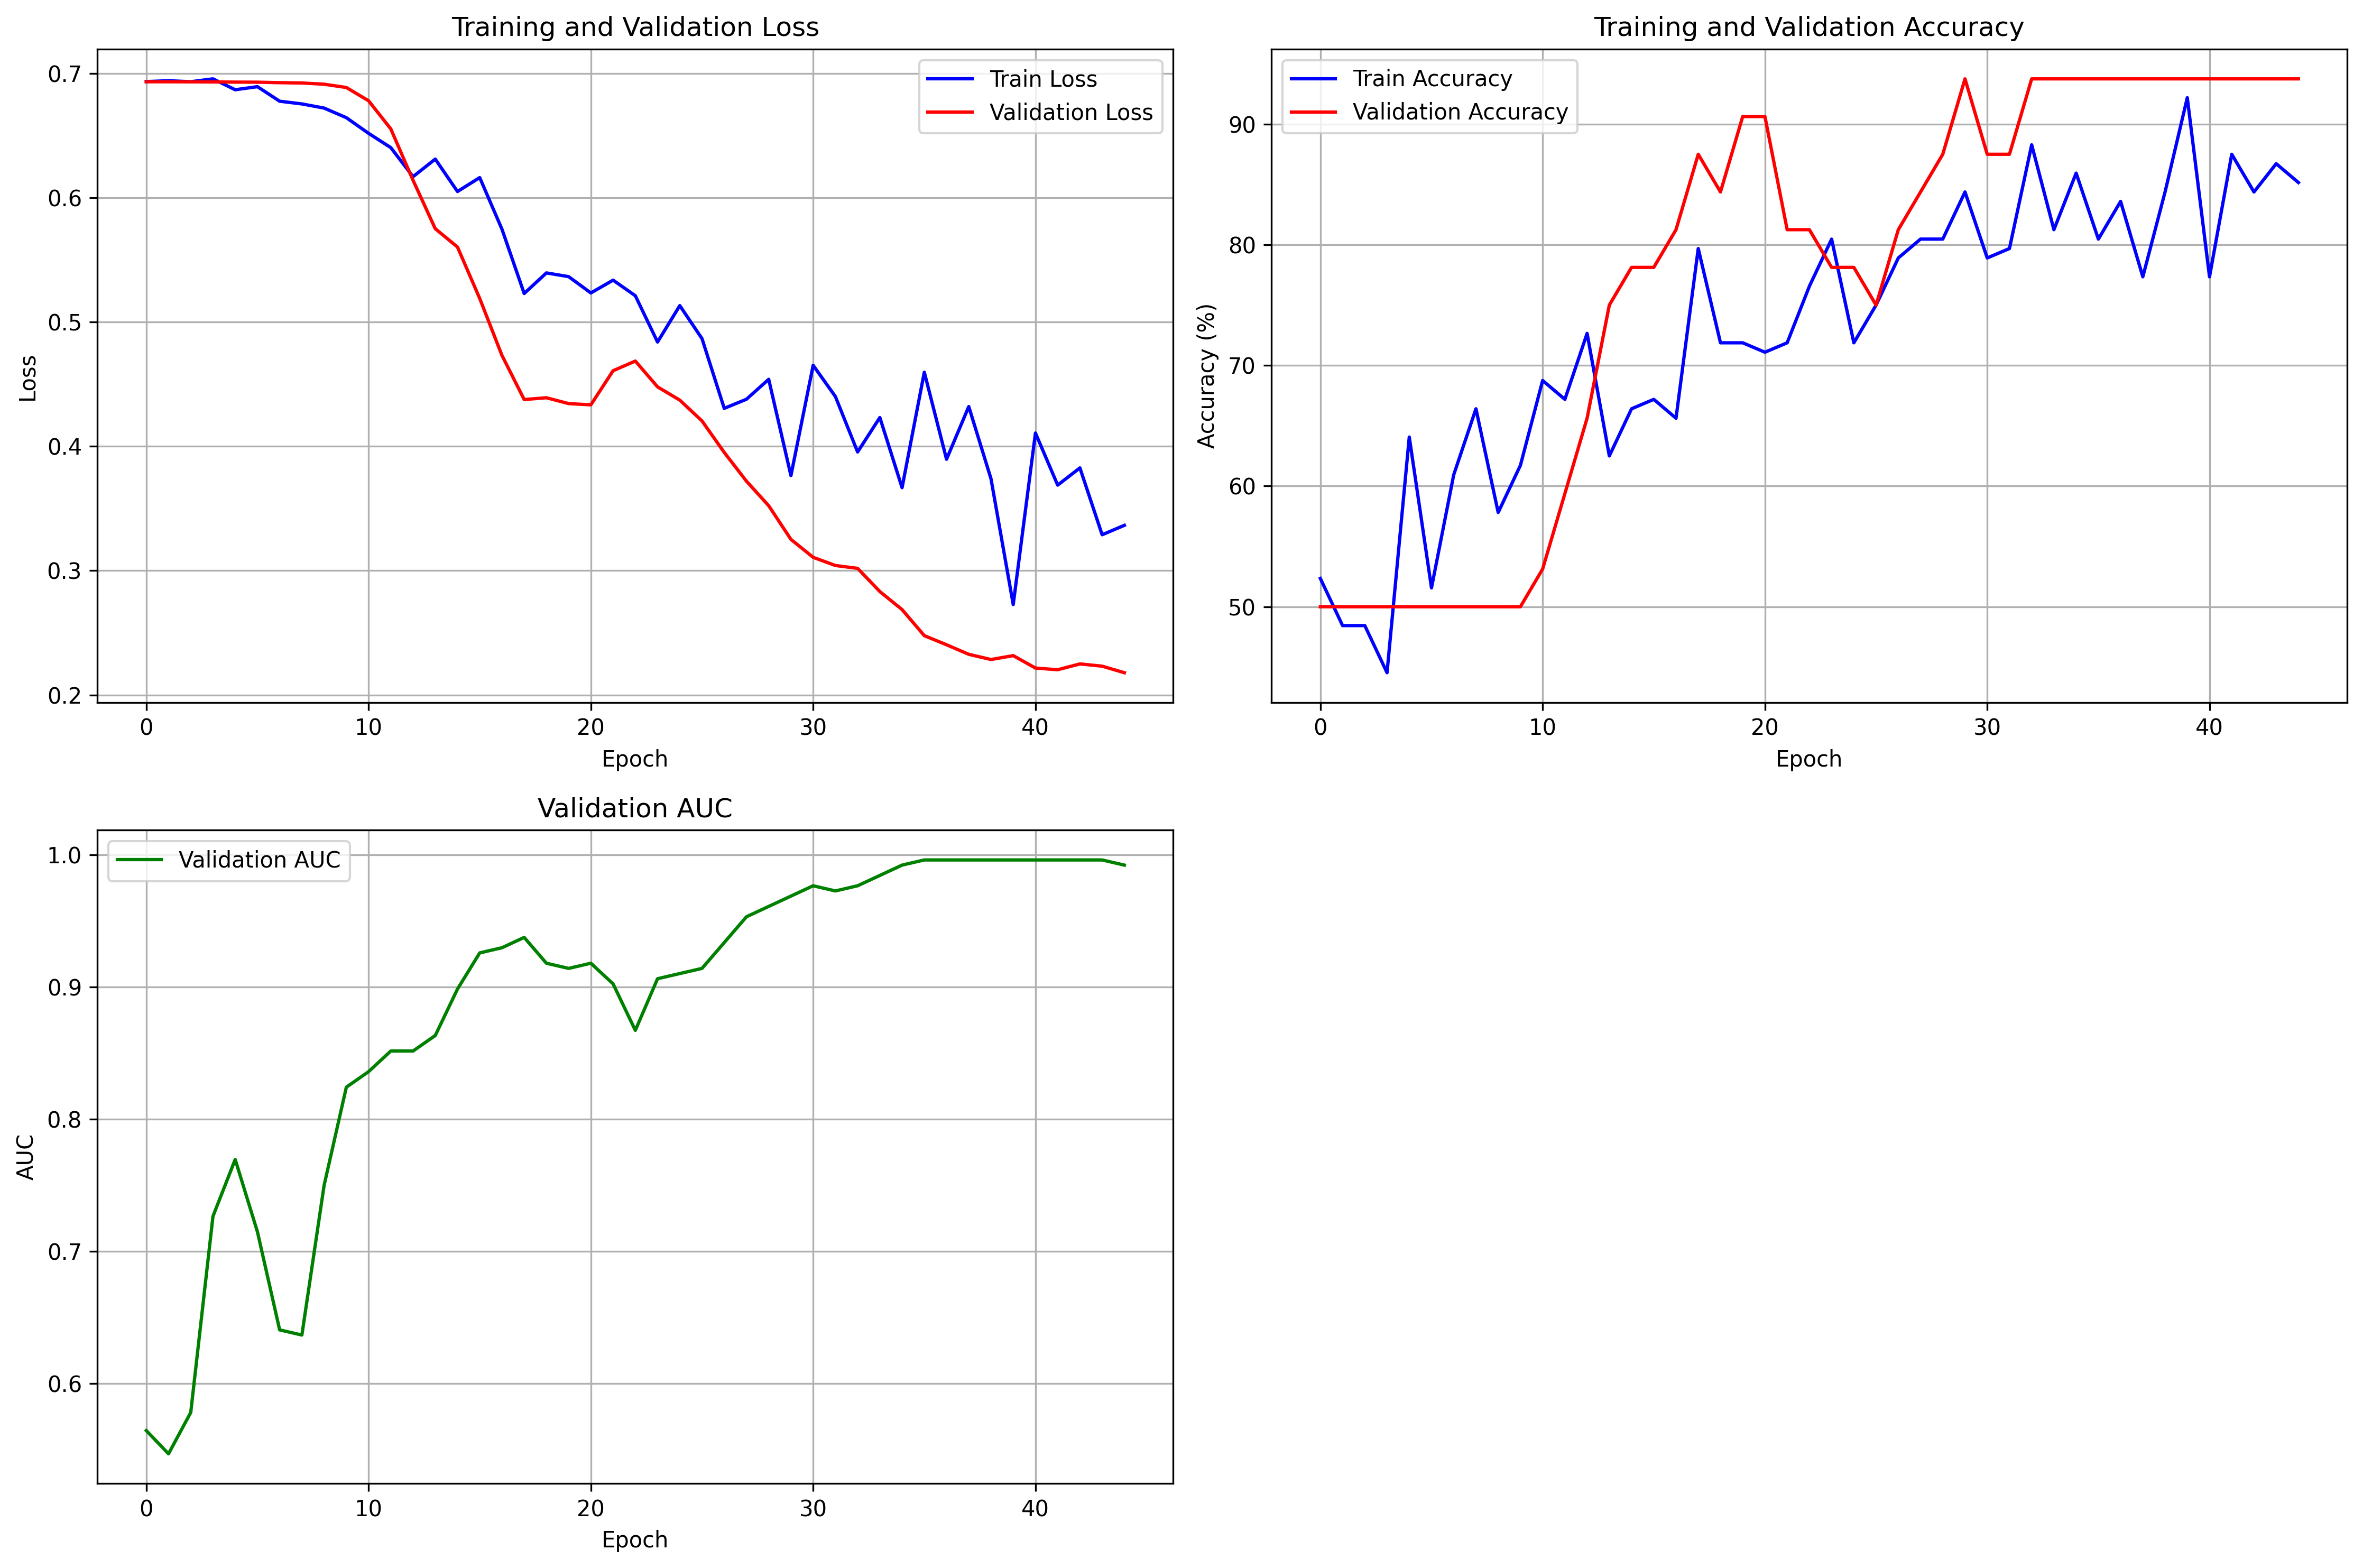 Training and Validation Loss
Loss
0.7
0.6
0.5
0.4
0.3
0.2
Train Loss
Validation Loss
0 10 20 30 40
Epoch
Training and Validation Accuracy
Accuracy (%)
90
80
70
60
50
Train Accuracy
Validation Accuracy
0 10 20 30 40
Epoch
Validation AUC
AUC
1.0
0.9
0.8
0.7
0.6
Validation AUC
0 10 20 30 40
Epoch